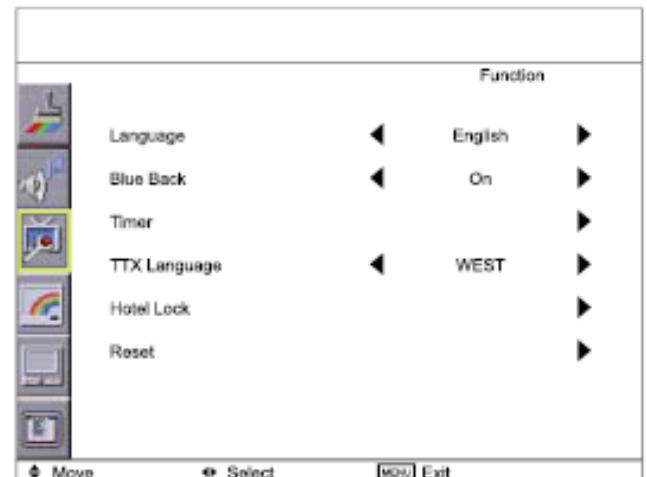 Function
Language English
Blue Back On
Timer
TTX Language WEST
Hotel Lock
Reset
Move Select MENU Exit